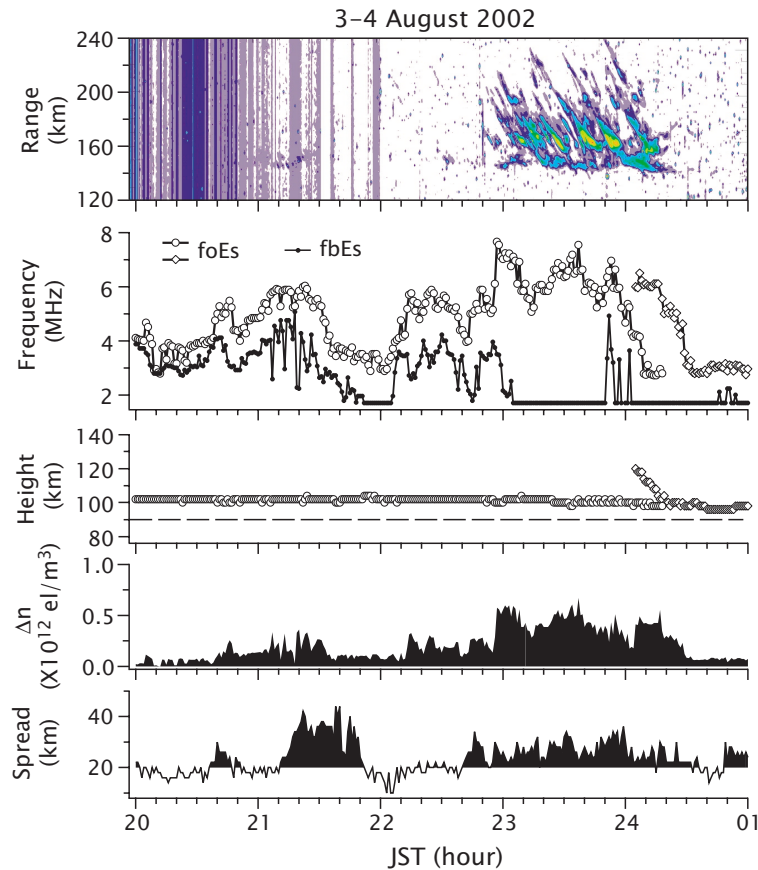 3–4 August 2002
Range
(km)
240
200
160
120
Frequency
(MHz)
8
6
4
2
foEs
fbEs
Height
(km)
140
120
100
80
Δn
(X10¹² el/m³)
1.0
0.5
0.0
Spread
(km)
40
20
20 21 22 23 24 01
JST (hour)